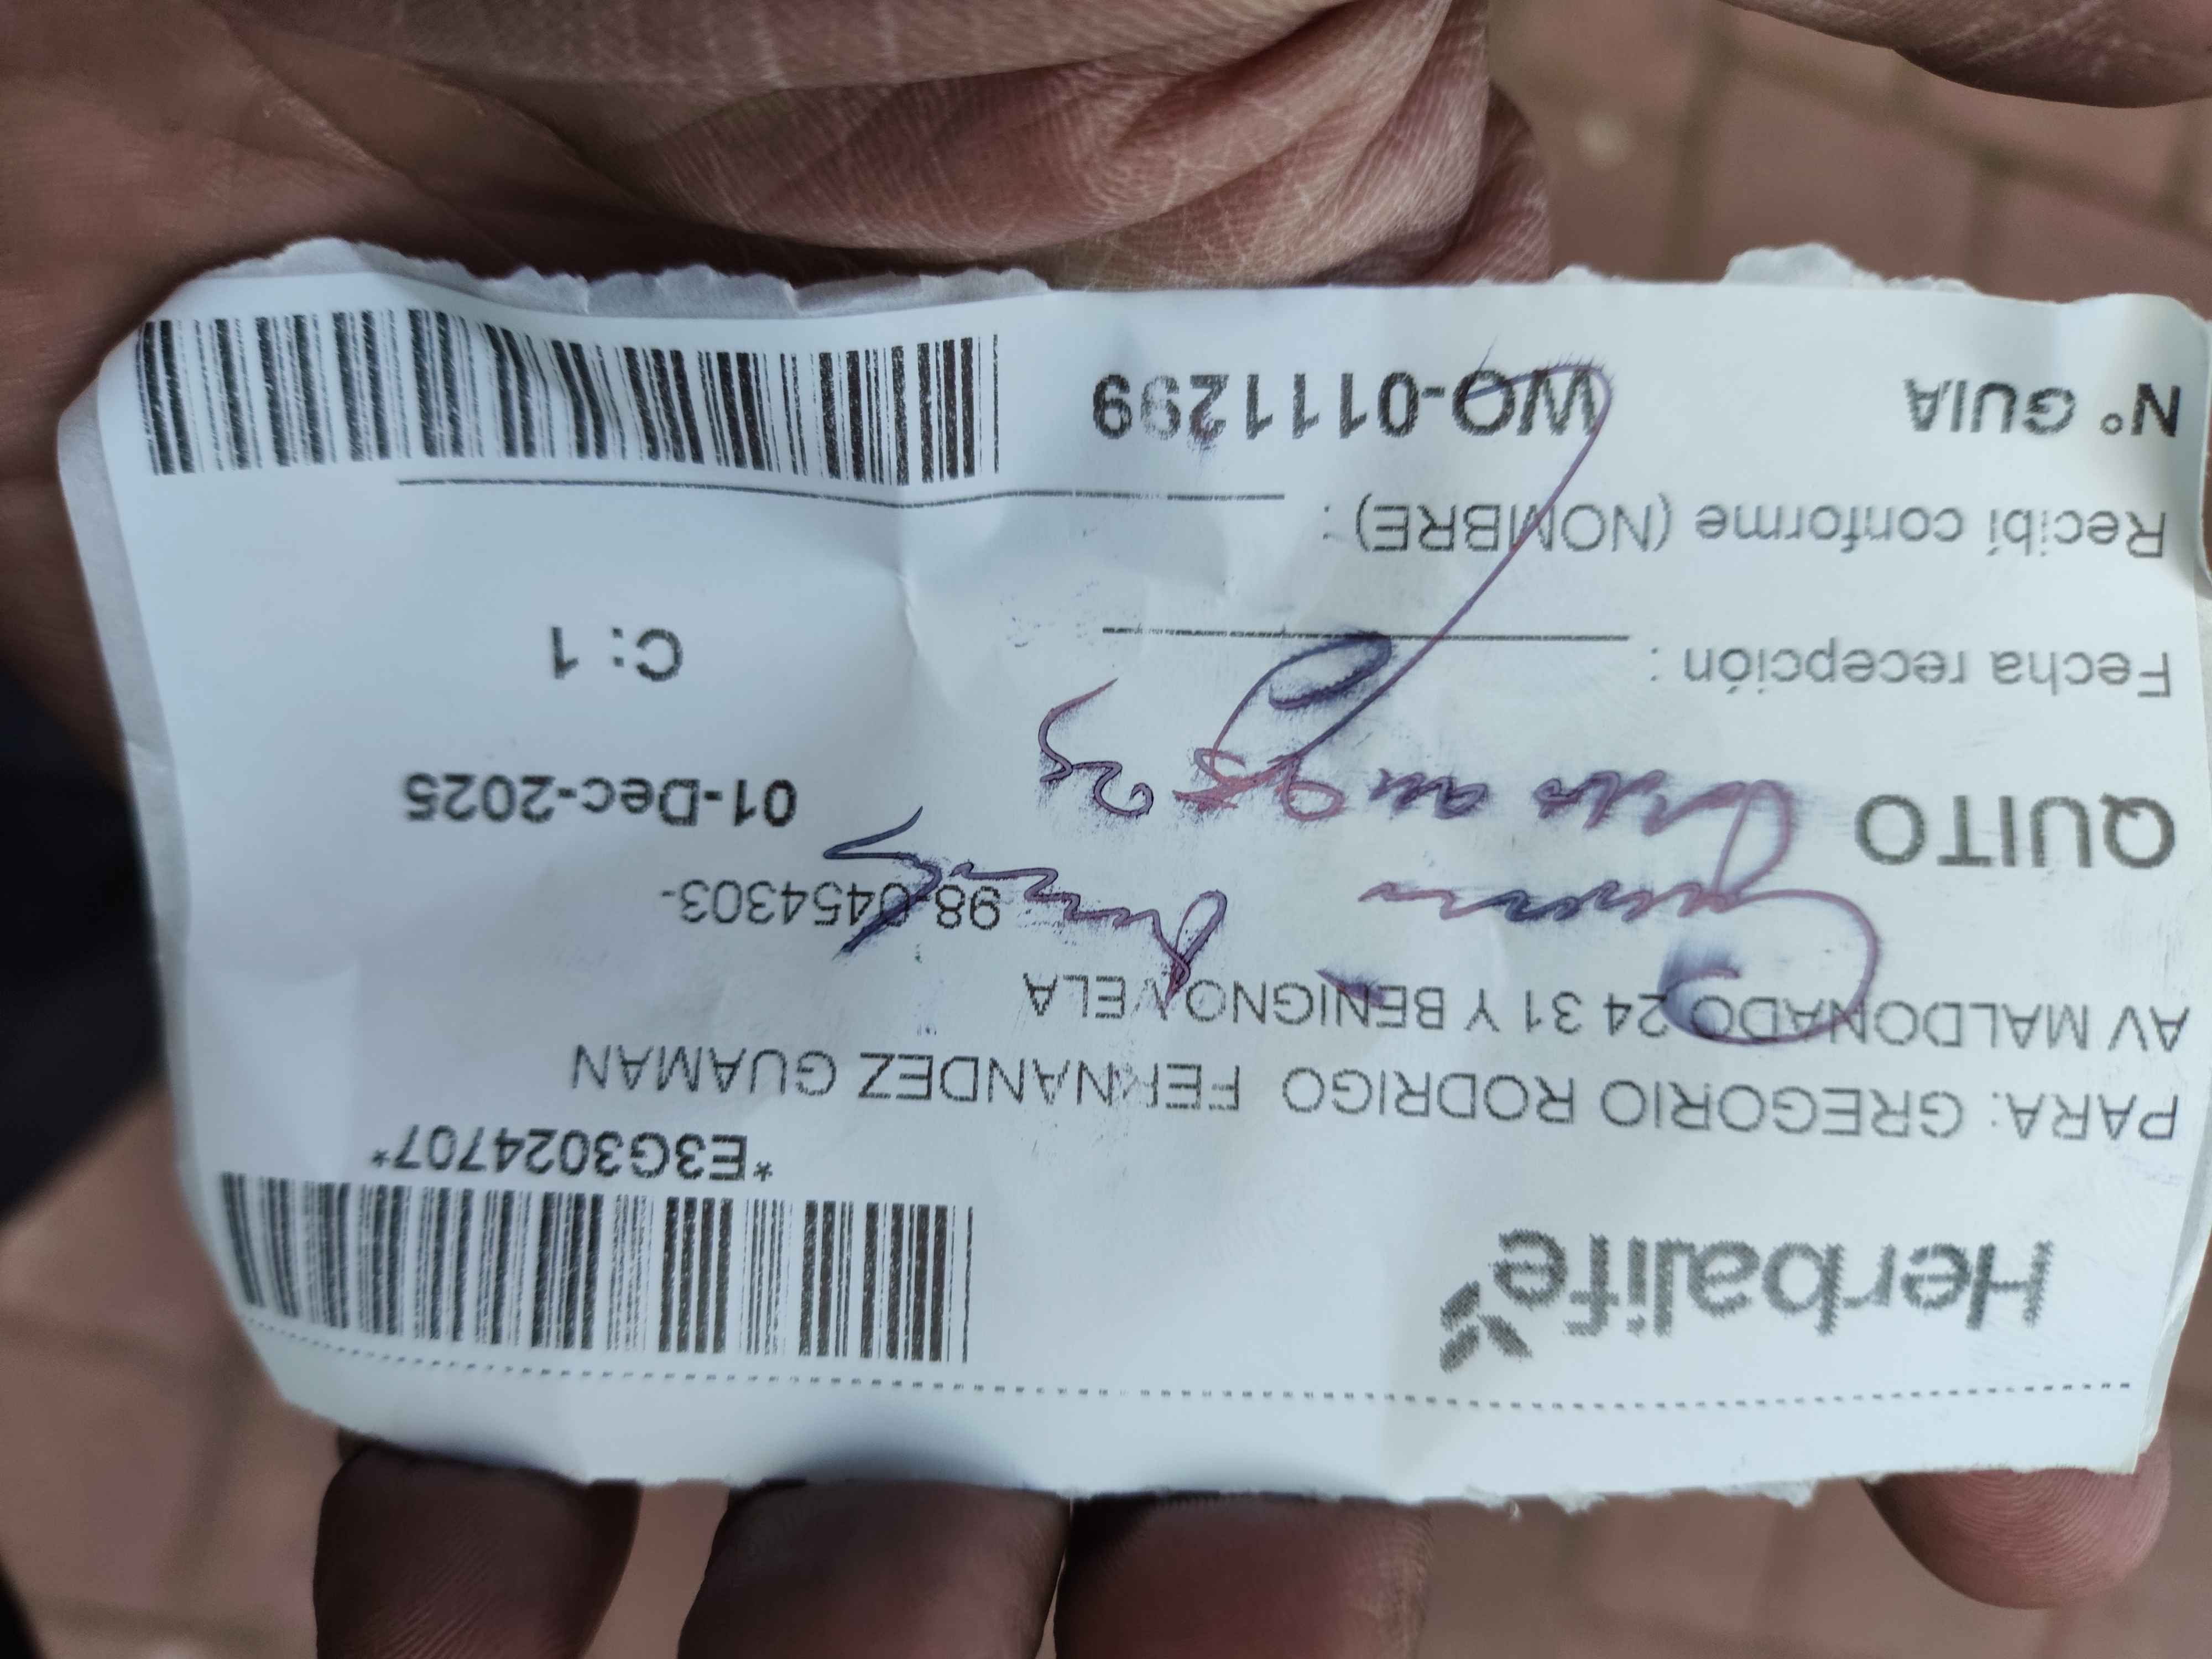 Herbalife
*E3G3024707*
PARA: GREGORIO RODRIGO FERNANDEZ GUAMAN
AV MALDONADO 24 31 Y BENIGNO VELA
98-0454303-
QUITO
01-Dec-2025
Fecha recepción :
C: 1
Recibí conforme (NOMBRE) :
N° GUIA WO-0111299